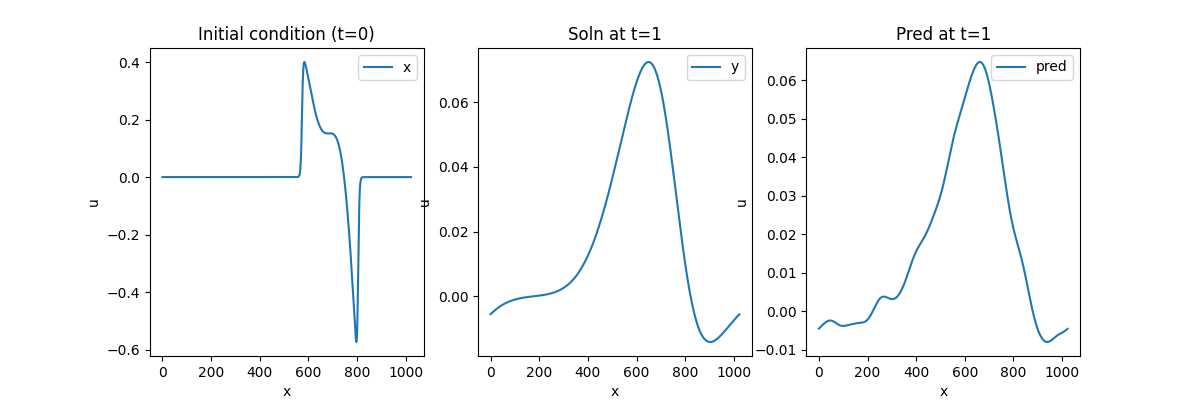 Initial condition (t=0)
x
0.4
0.2
0.0
−0.2
−0.4
−0.6
u
0 200 400 600 800 1000
x
Soln at t=1
y
0.06
0.04
0.02
0.00
u
0 200 400 600 800 1000
x
Pred at t=1
pred
0.06
0.05
0.04
0.03
0.02
0.01
0.00
−0.01
u
0 200 400 600 800 1000
x